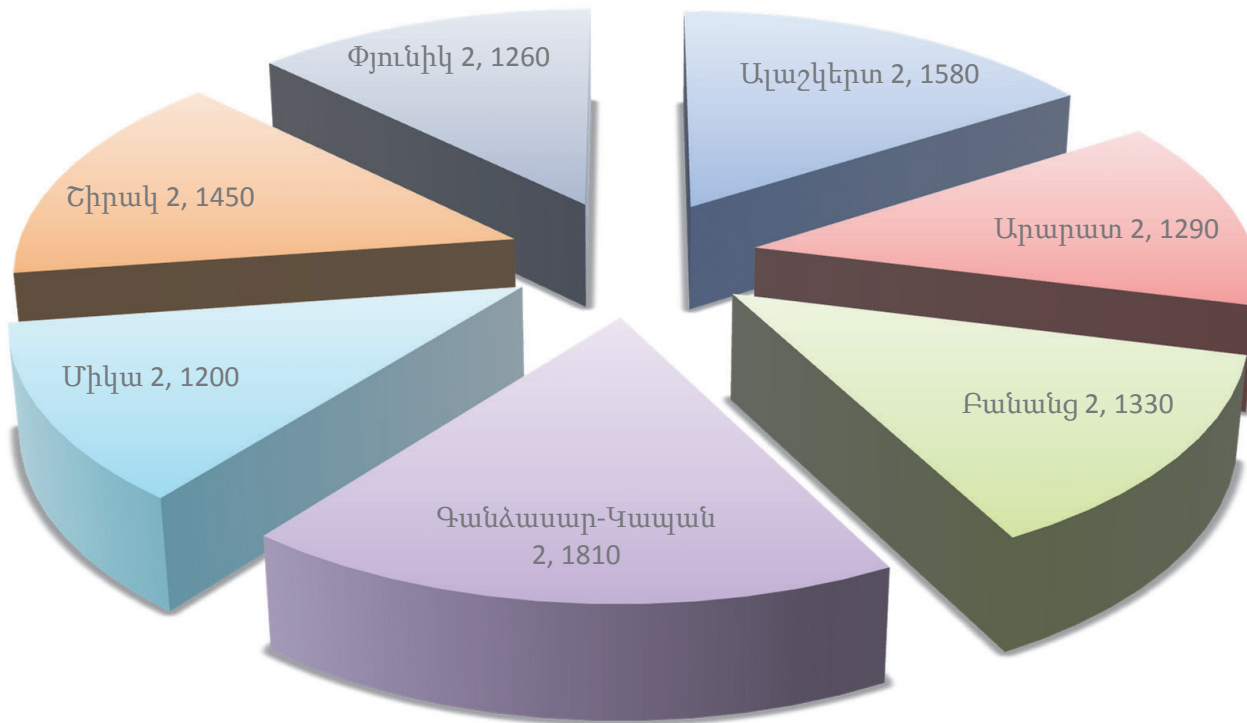 Փյունիկ 2, 1260
Ալաշկերտ 2, 1580
Շիրակ 2, 1450
Արարատ 2, 1290
Միկա 2, 1200
Բանանց 2, 1330
Գանձասար-Կապան
2, 1810